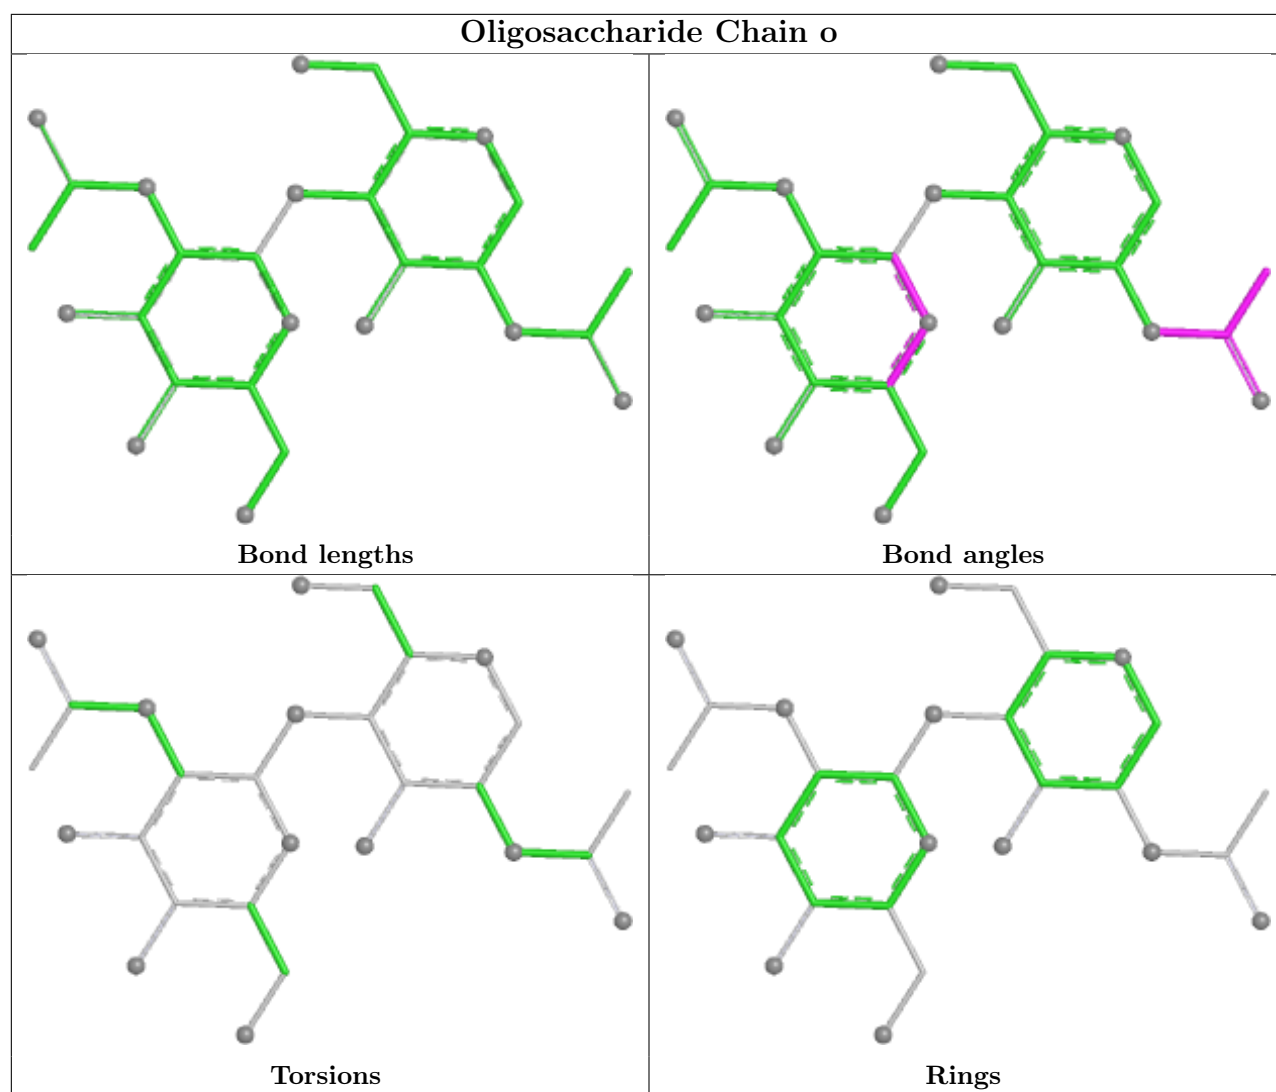 Oligosaccharide Chain o
Bond lengths
Bond angles
Torsions
Rings